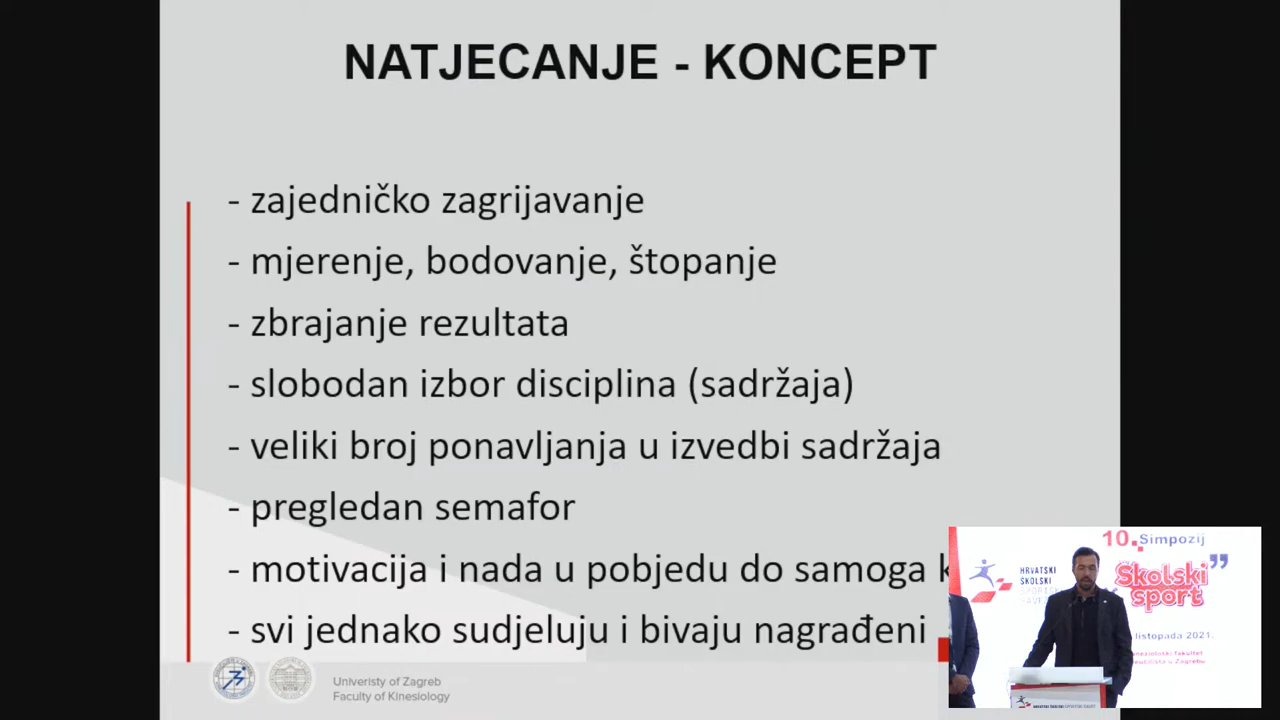 NATJECANJE - KONCEPT
- zajedničko zagrijavanje
- mjerenje, bodovanje, štopanje
- zbrajanje rezultata
- slobodan izbor disciplina (sadržaja)
- veliki broj ponavljanja u izvedbi sadržaja
- pregledan semafor
- motivacija i nada u pobjedu do samoga
- svi jednako sudjeluju i bivaju nagrađeni
Univeristy of Zagreb
Faculty of Kinesiology
10. Simpozij
HRVATSKI
ŠKOLSKI
Školski
sport
listopada 2021.